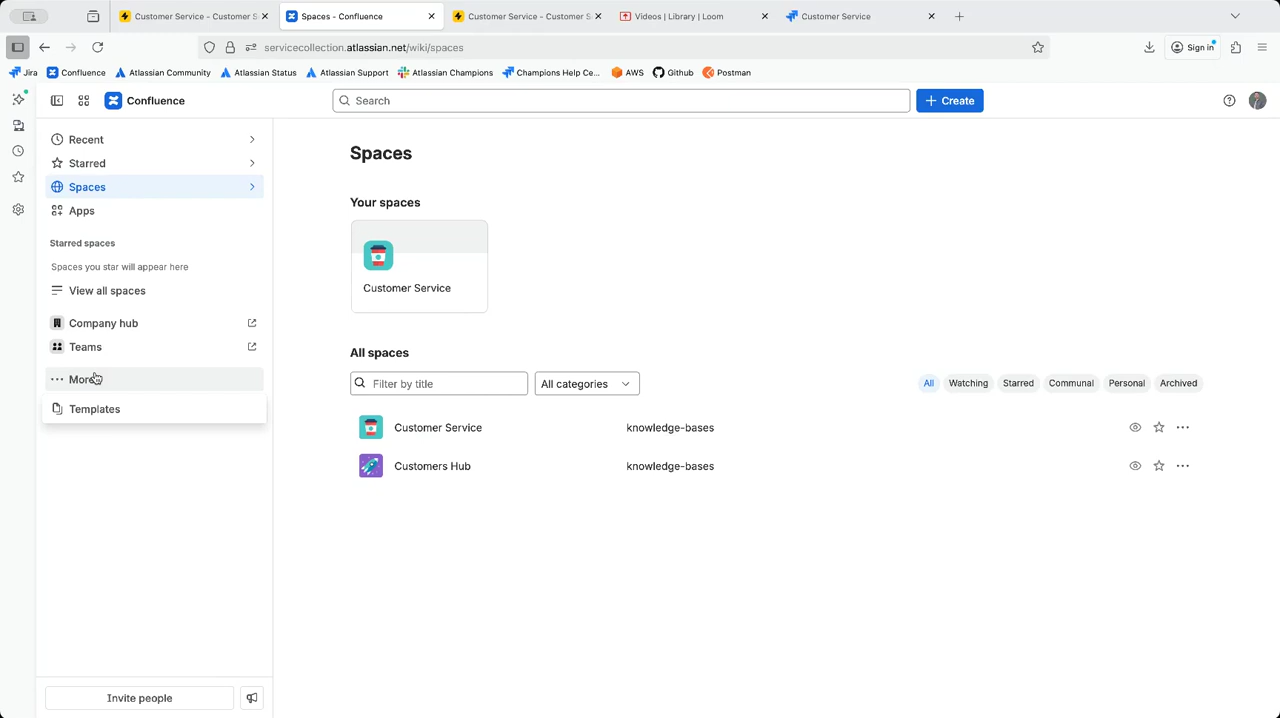 Customer Service - Customer S
Spaces - Confluence
Customer Service - Customer S
Videos | Library | Loom
Customer Service
servicecollection.atlassian.net/wiki/spaces
Sign in
Jira
Confluence
Atlassian Community
Atlassian Status
Atlassian Support
Atlassian Champions
Champions Help Ce...
AWS
Github
Postman
Confluence
Search
Create
Recent
Starred
Spaces
Apps
Starred spaces
Spaces you star will appear here
View all spaces
Company hub
Teams
More
Templates
Invite people
Spaces
Your spaces
Customer Service
All spaces
Filter by title
All categories
All
Watching
Starred
Communal
Personal
Archived
Customer Service
knowledge-bases
Customers Hub
knowledge-bases